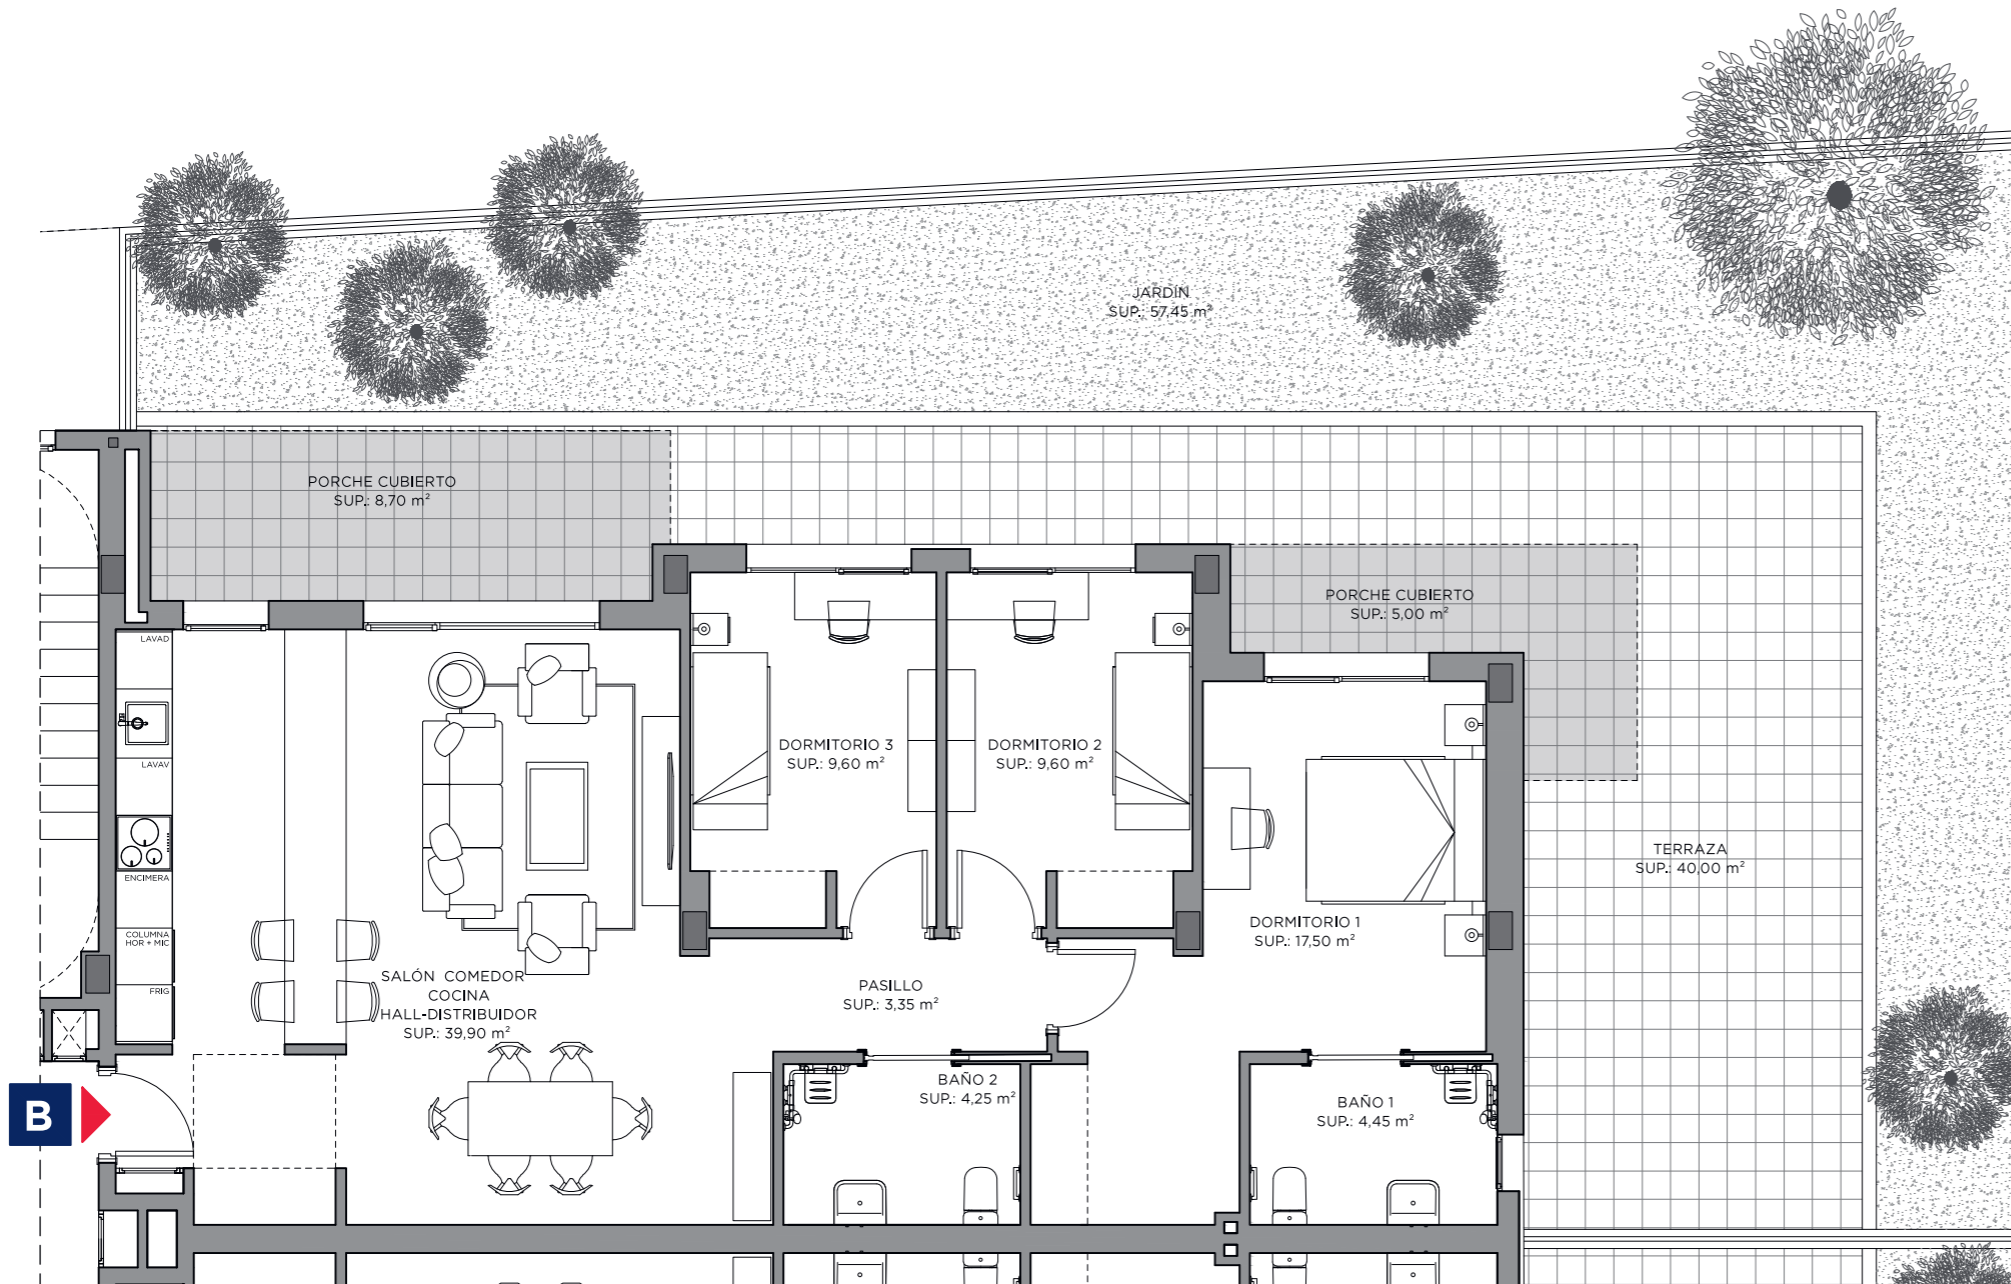 JARDÍN
SUP.: 57,45 m²
PORCHE CUBIERTO
SUP.: 8,70 m²
PORCHE CUBIERTO
SUP.: 5,00 m²
LAVAD
LAVAV
ENCIMERA
COLUMNA
HOR + MIC
FRIG
DORMITORIO 3
SUP.: 9,60 m²
DORMITORIO 2
SUP.: 9,60 m²
TERRAZA
SUP.: 40,00 m²
DORMITORIO 1
SUP.: 17,50 m²
SALÓN COMEDOR
COCINA
HALL-DISTRIBUIDOR
SUP.: 39,90 m²
PASILLO
SUP.: 3,35 m²
BAÑO 2
SUP.: 4,25 m²
BAÑO 1
SUP.: 4,45 m²
B